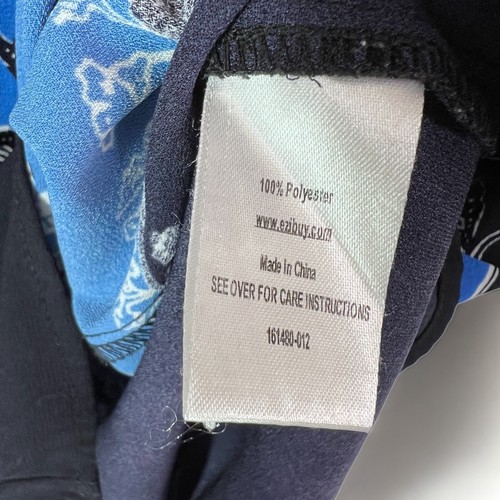 100% Polyester
www.ezibuy.com
Made In China
SEE OVER FOR CARE INSTRUCTIONS
161480-012